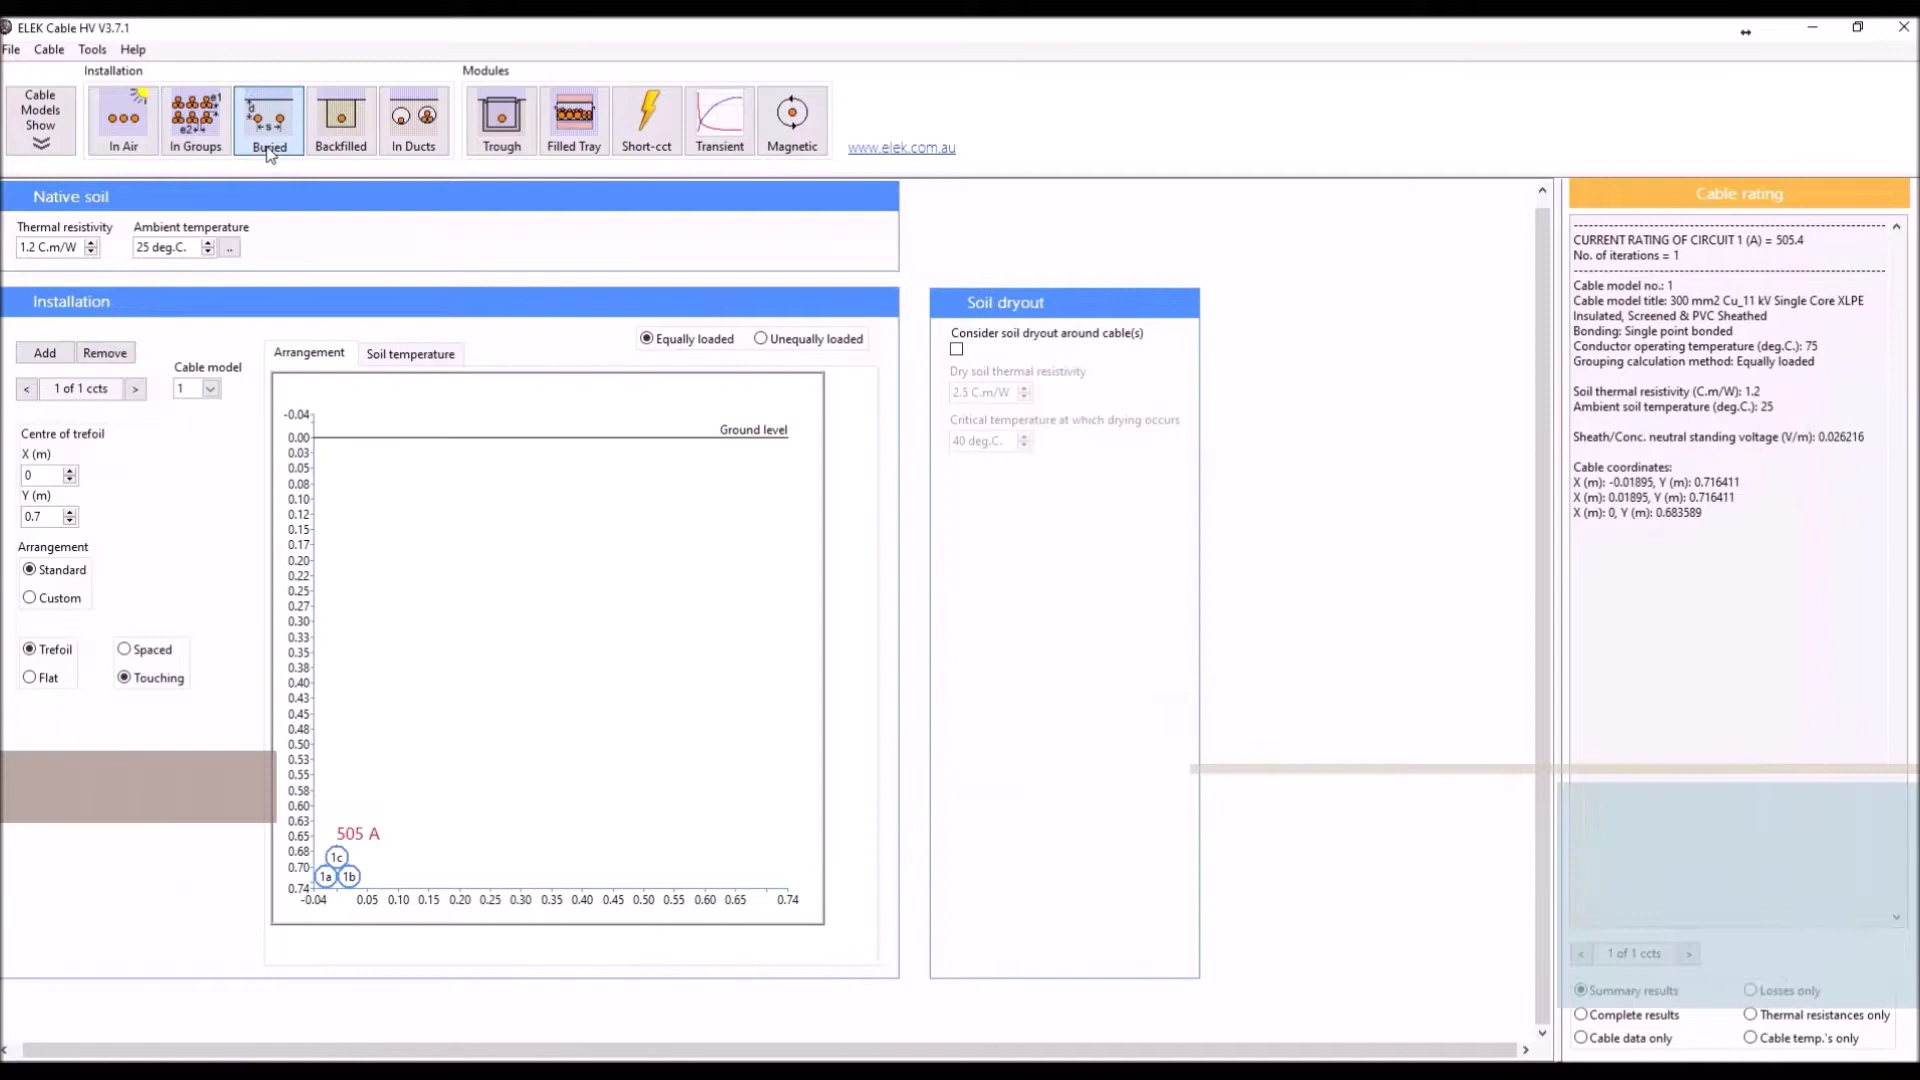 ELEK Cable HV V3.7.1
File Cable Tools Help
Installation
Modules
Cable
Models
Show
In Air
e1
e2
In Groups
d
s
Buried
Backfilled
In Ducts
Trough
Filled Tray
Short-cct
Transient
Magnetic
www.elek.com.au
Native soil
Thermal resistivity
Ambient temperature
1.2 C.m/W
25 deg.C.
..
Installation
Equally loaded
Unequally loaded
Add
Remove
Cable model
< 1 of 1 ccts >
1
Arrangement
Soil temperature
Centre of trefoil
X (m)
0
Y (m)
0.7
Arrangement
Standard
Custom
Trefoil
Spaced
Flat
Touching
-0.04
0.00
Ground level
0.03
0.05
0.08
0.10
0.12
0.15
0.17
0.20
0.22
0.25
0.27
0.30
0.33
0.35
0.38
0.40
0.43
0.45
0.48
0.50
0.53
0.55
0.58
0.60
0.63
0.65
0.68
0.70
0.74
505 A
1c
1a 1b
-0.04 0.05 0.10 0.15 0.20 0.25 0.30 0.35 0.40 0.45 0.50 0.55 0.60 0.65 0.74
Soil dryout
Consider soil dryout around cable(s)
Dry soil thermal resistivity
2.5 C.m/W
Critical temperature at which drying occurs
40 deg.C.
Cable rating
CURRENT RATING OF CIRCUIT 1 (A) = 505.4
No. of iterations = 1
Cable model no.: 1
Cable model title: 300 mm2 Cu_11 kV Single Core XLPE
Insulated, Screened & PVC Sheathed
Bonding: Single point bonded
Conductor operating temperature (deg.C.): 75
Grouping calculation method: Equally loaded
Soil thermal resistivity (C.m/W): 1.2
Ambient soil temperature (deg.C.): 25
Sheath/Conc. neutral standing voltage (V/m): 0.026216
Cable coordinates:
X (m): -0.01895, Y (m): 0.716411
X (m): 0.01895, Y (m): 0.716411
X (m): 0, Y (m): 0.683589
< 1 of 1 ccts >
Summary results
Losses only
Complete results
Thermal resistances only
Cable data only
Cable temp.'s only